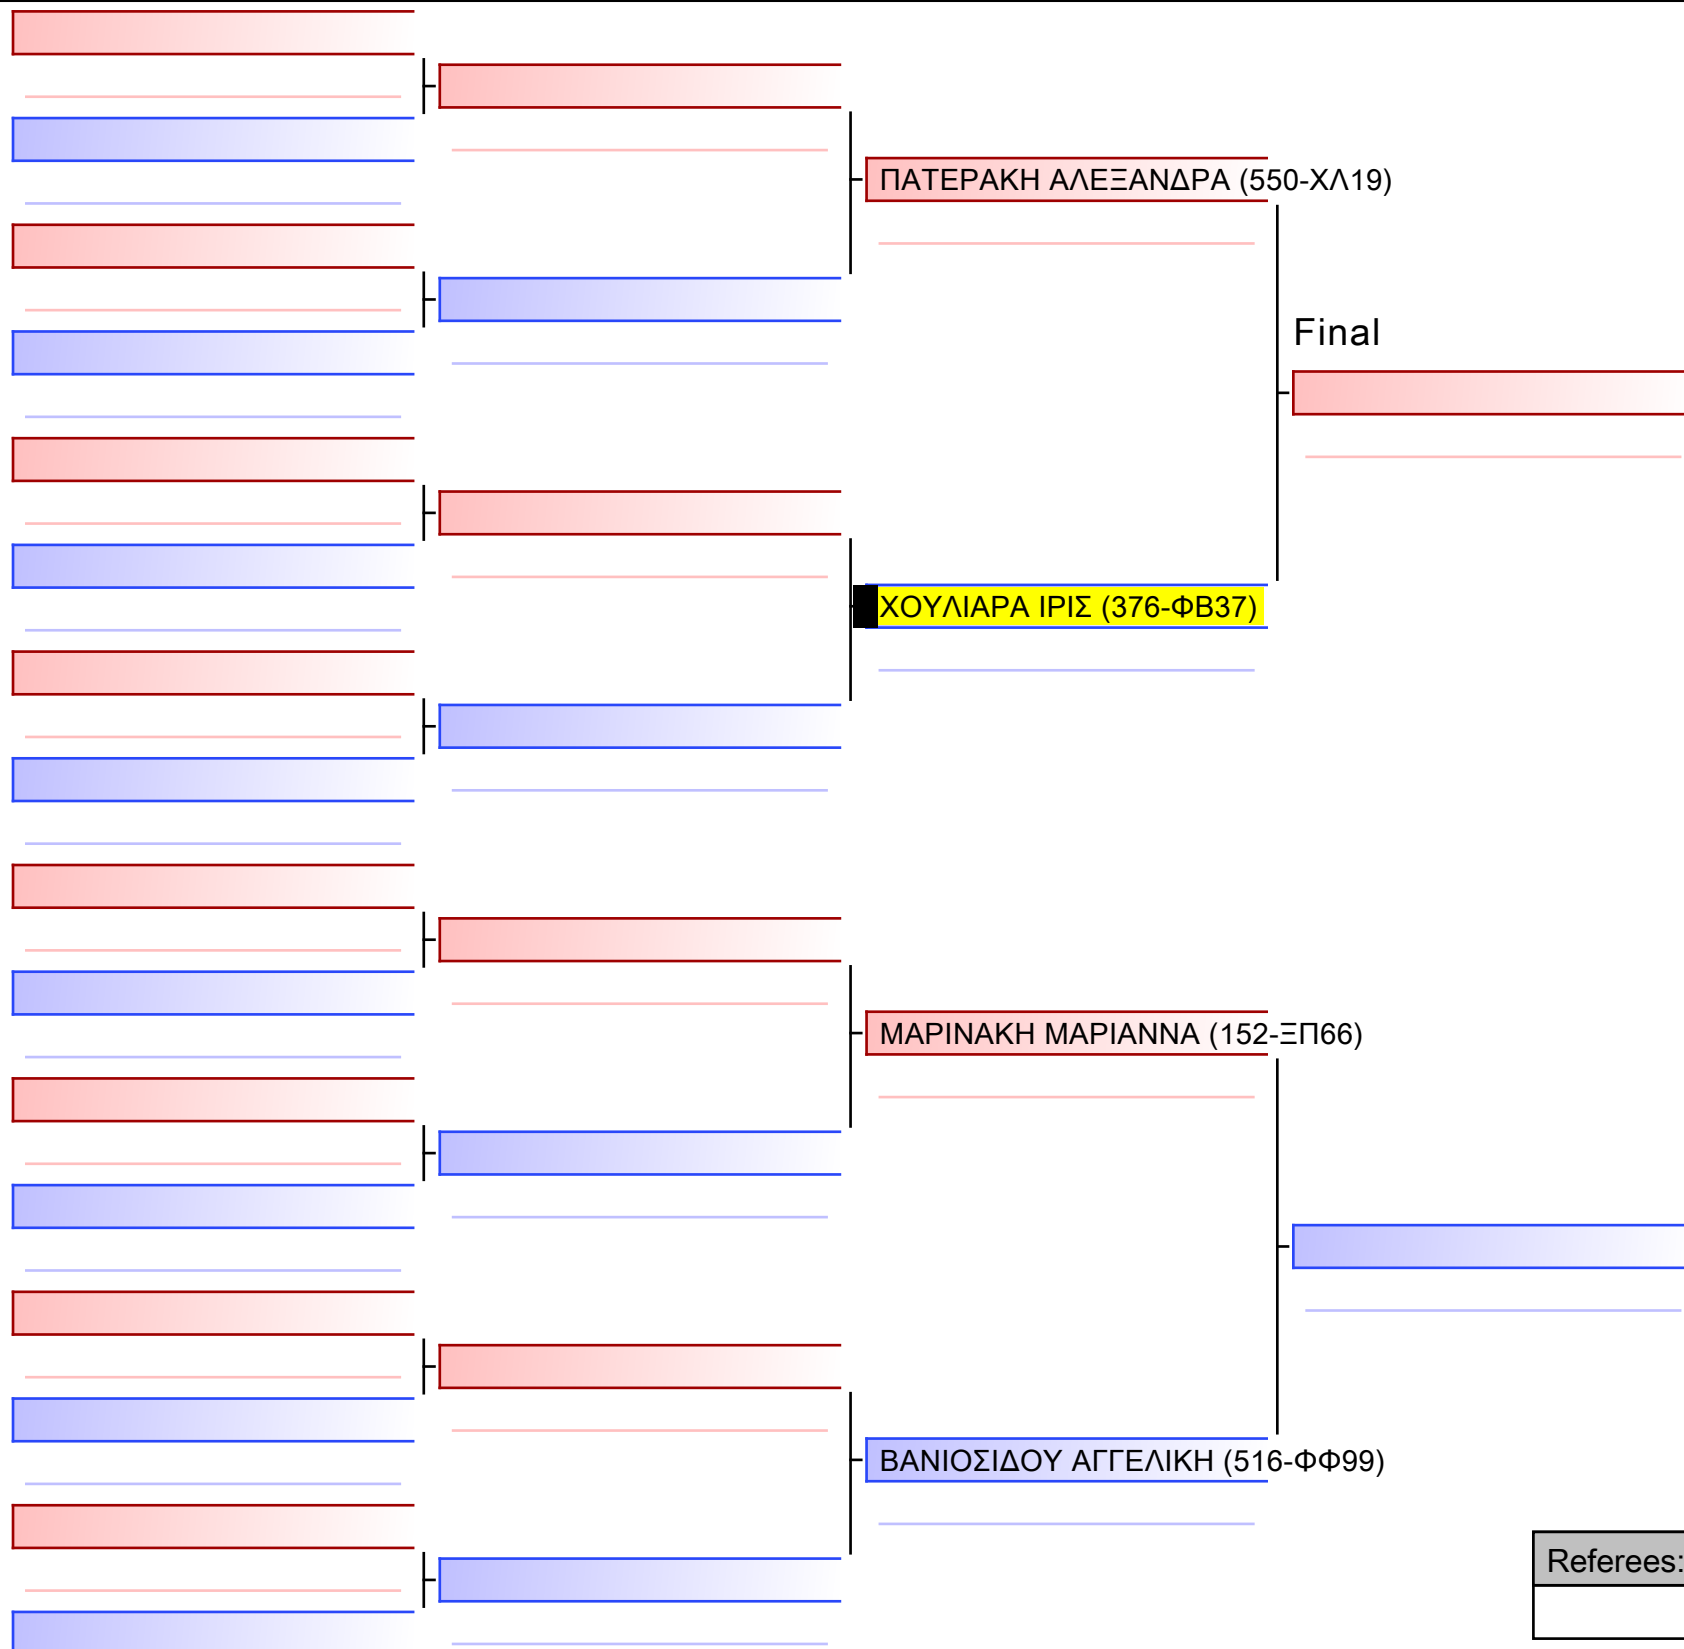 ΠΑΤΕΡΑΚΗ ΑΛΕΞΑΝΔΡΑ (550-ΧΛ19)
Final
ΧΟΥΛΙΑΡΑ ΙΡΙΣ (376-ΦΒ37)
ΜΑΡΙΝΑΚΗ ΜΑΡΙΑΝΝΑ (152-ΞΠ66)
ΒΑΝΙΟΣΙΔΟΥ ΑΓΓΕΛΙΚΗ (516-ΦΦ99)
Referees: